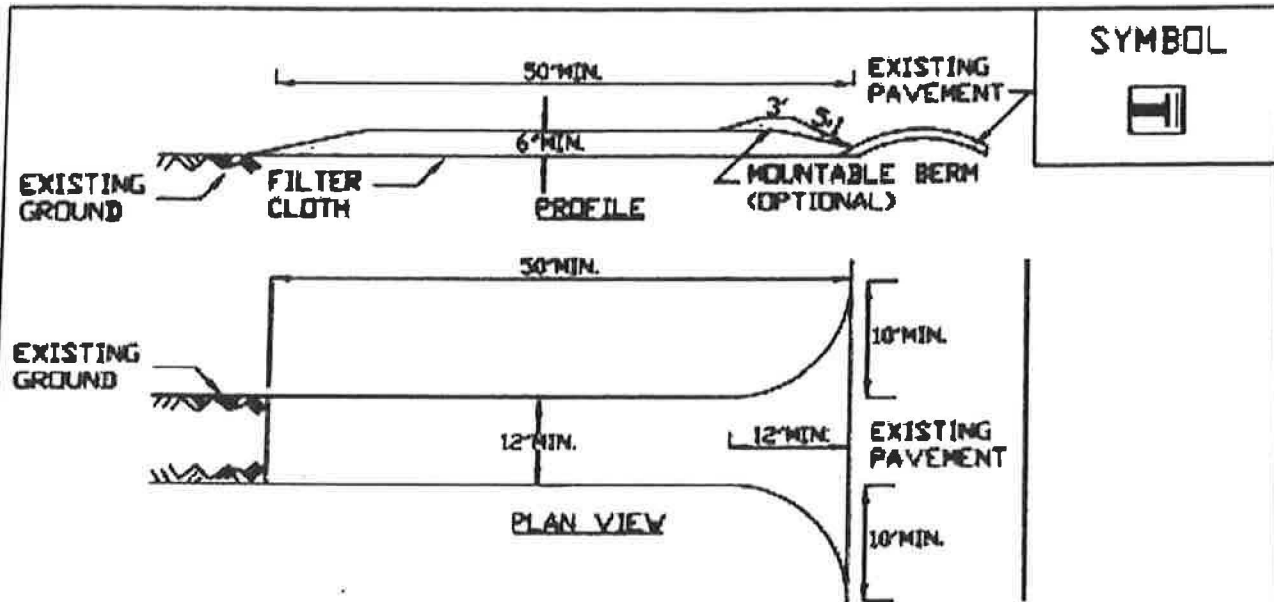 SYMBOL
50'MIN.
EXISTING
PAVEMENT
3'
5:1
6"MIN.
EXISTING
GROUND
FILTER
CLOTH
PROFILE
MOUNTABLE BERM
(OPTIONAL)
50'MIN.
10'MIN.
EXISTING
GROUND
12'MIN.
12'MIN.
EXISTING
PAVEMENT
PLAN VIEW
10'MIN.